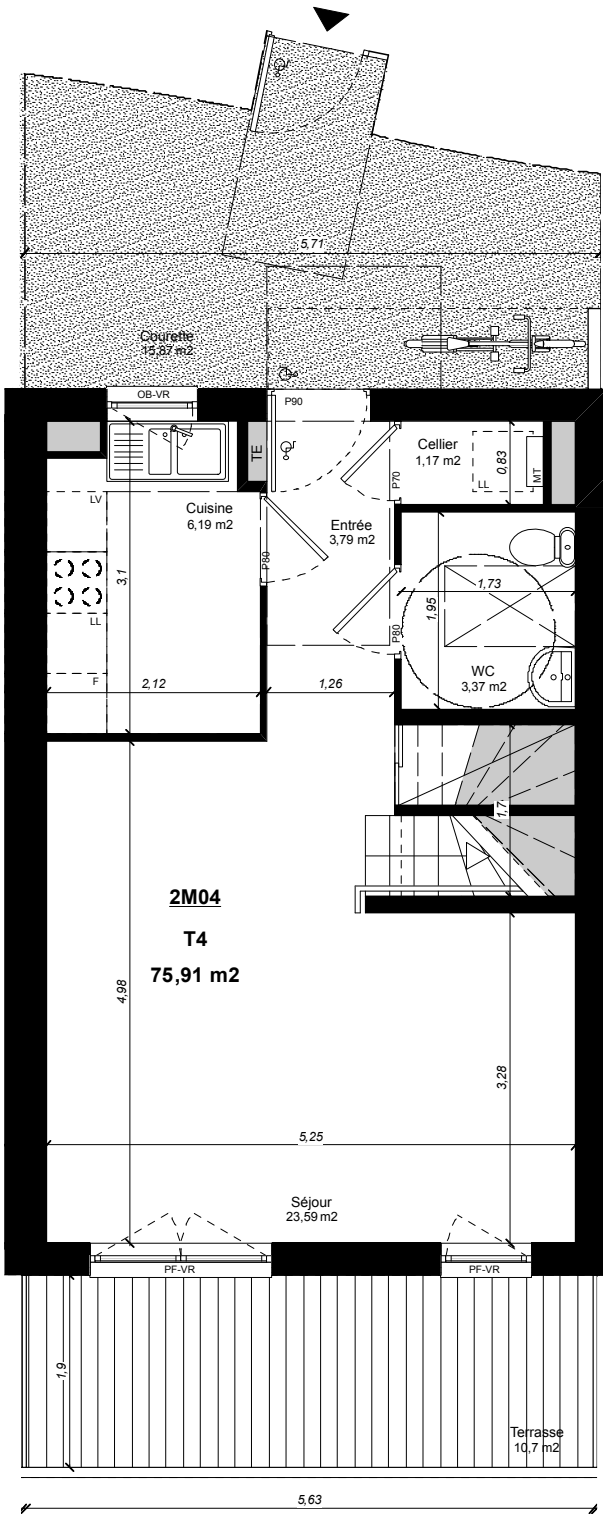 5,71
Courette
15,87 m2
OB-VR
P90
TE
Cellier
1,17 m2
0,83
MT
LL
P70
LV
Cuisine
6,19 m2
Entrée
3,79 m2
3,1
P80
1,73
1,95
P80
LL
F
WC
3,37 m2
2,12
1,26
1,7
2M04
T4
75,91 m2
4,98
3,28
5,25
Séjour
23,59 m2
PF-VR
PF-VR
1,9
Terrasse
10,7 m2
5,63